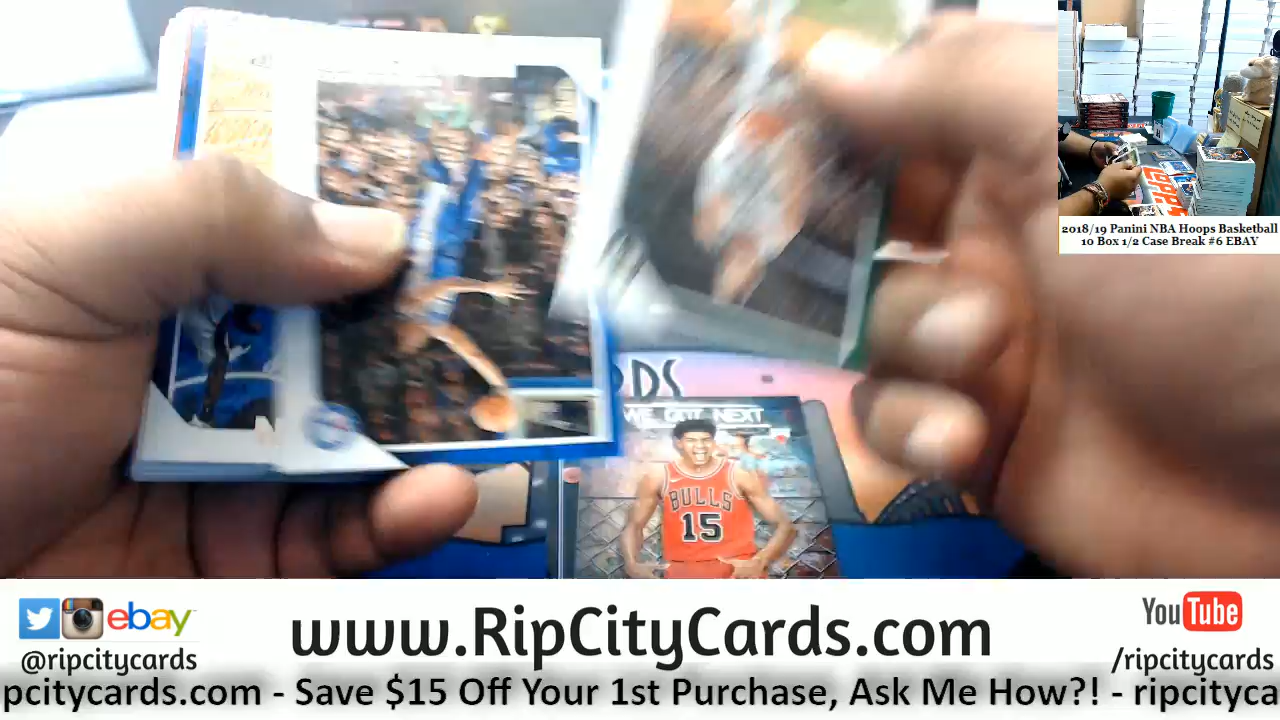 2018/19 Panini NBA Hoops Basketball
10 Box 1/2 Case Break #6 EBAY
WE GOT NEXT
BULLS
15
ebay
@ripcitycards
www.RipCityCards.com
You Tube
/ripcitycards
pcitycards.com - Save $15 Off Your 1st Purchase, Ask Me How?! - ripcityca